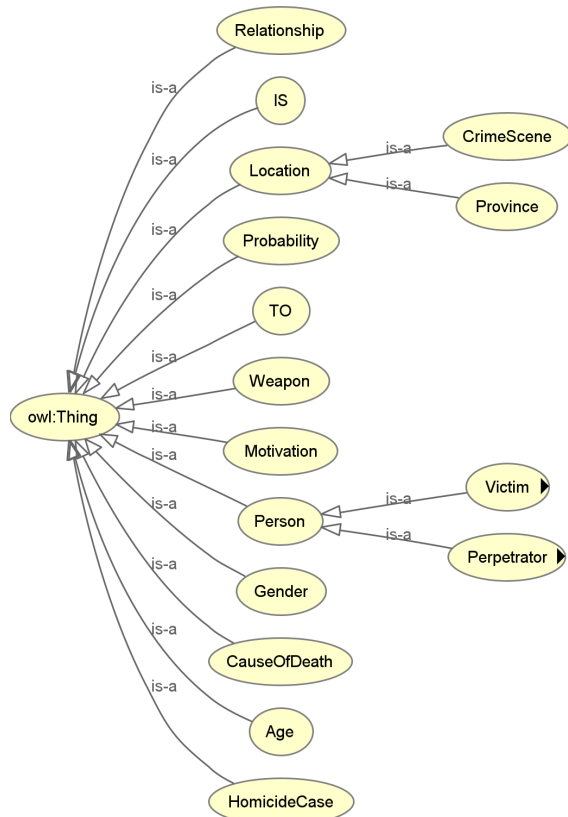 Relationship
is-a
IS
is-a
CrimeScene
is-a
Location
is-a
Province
is-a
Probability
is-a
TO
is-a
Weapon
is-a
owl:Thing
Motivation
is-a
Person
is-a
Victim
is-a
Perpetrator
is-a
Gender
is-a
CauseOfDeath
is-a
Age
is-a
HomicideCase
is-a